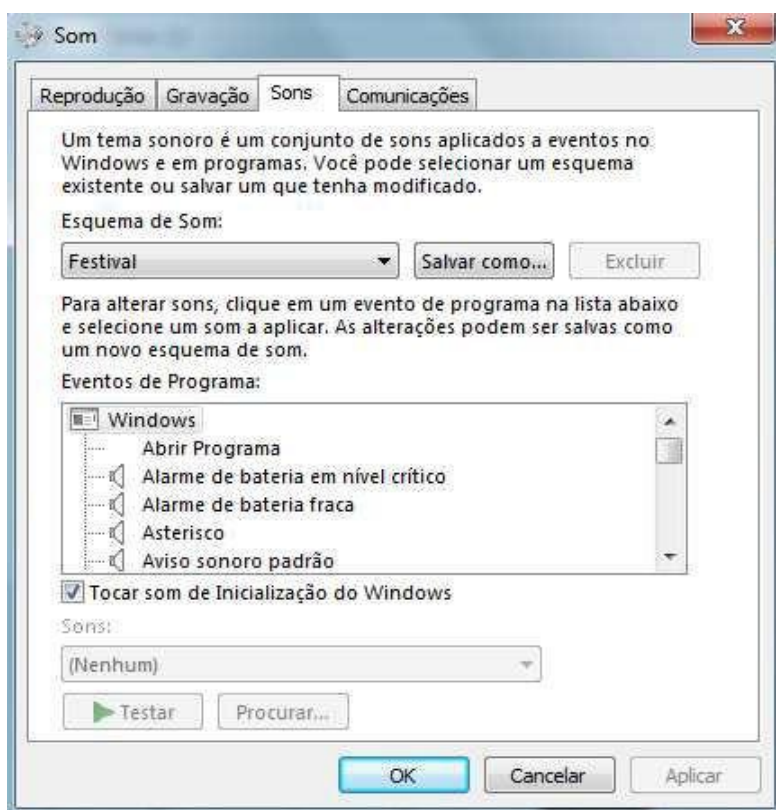 Som
Reprodução Gravação Sons Comunicações
Um tema sonoro é um conjunto de sons aplicados a eventos no
Windows e em programas. Você pode selecionar um esquema
existente ou salvar um que tenha modificado.
Esquema de Som:
Festival Salvar como... Excluir
Para alterar sons, clique em um evento de programa na lista abaixo
e selecione um som a aplicar. As alterações podem ser salvas como
um novo esquema de som.
Eventos de Programa:
Windows
Abrir Programa
Alarme de bateria em nível crítico
Alarme de bateria fraca
Asterisco
Aviso sonoro padrão
Tocar som de Inicialização do Windows
Sons:
(Nenhum)
Testar Procurar...
OK Cancelar Aplicar